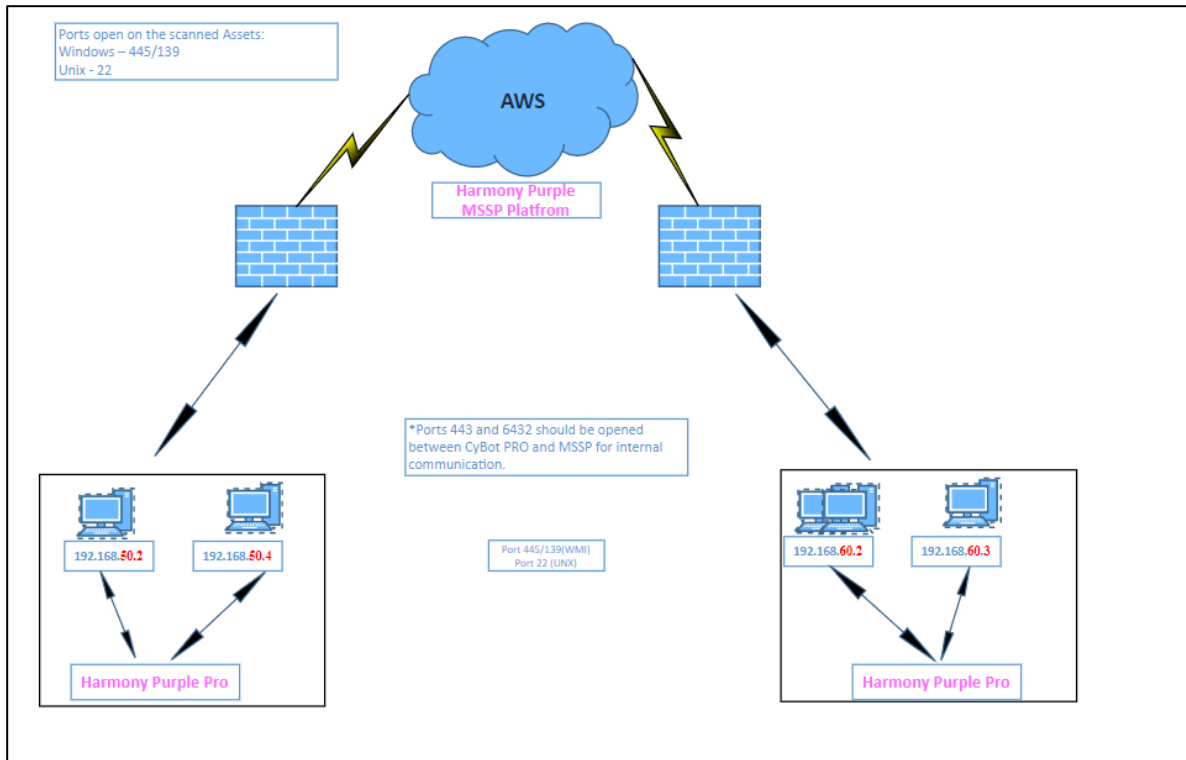 Ports open on the scanned Assets:
Windows – 445/139
Unix - 22
AWS
Harmony Purple
MSSP Platfrom
*Ports 443 and 6432 should be opened
between CyBot PRO and MSSP for internal
communication.
192.168.50.2
192.168.50.4
Port 445/139(WMI)
Port 22 (UNX)
192.168.60.2
192.168.60.3
Harmony Purple Pro
Harmony Purple Pro